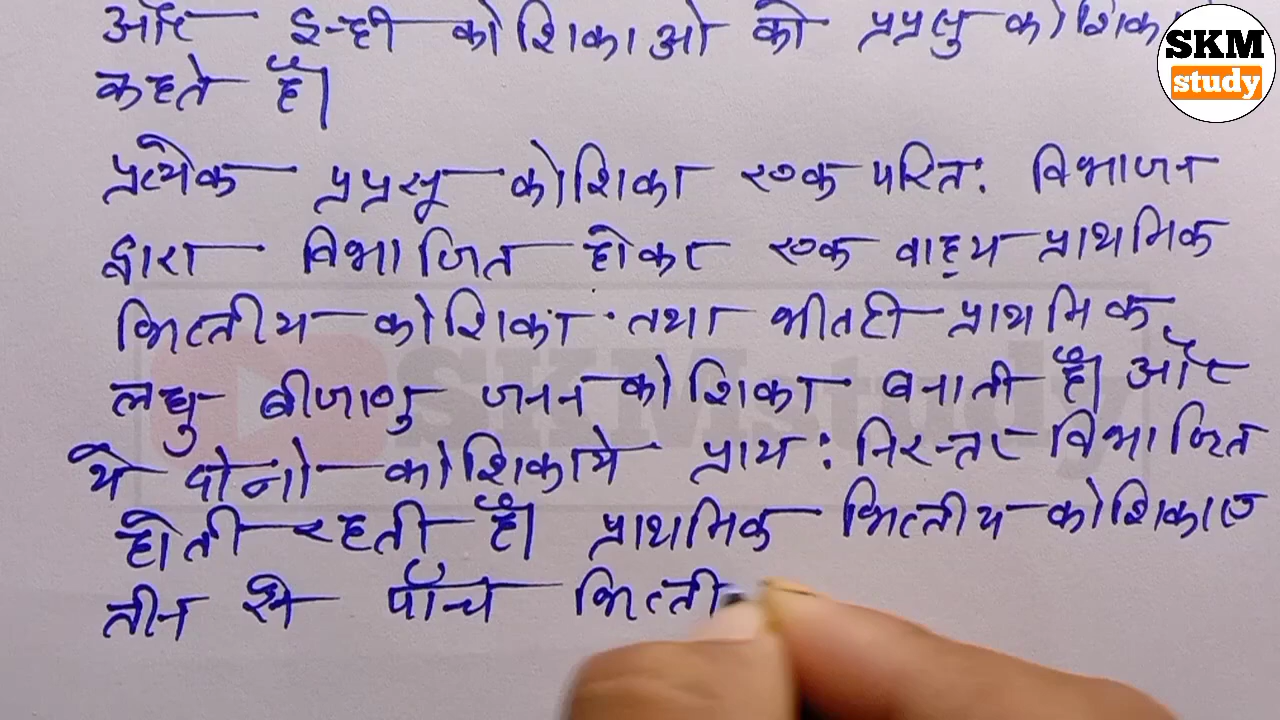 और इन्ही कोशिकाओ को प्रप्रसु कोशिका
SKM
study
कहते हैं।
प्रत्येक प्रप्रसू कोशिका एक परित: विभाजन
द्वारा विभाजित होकर एक वाह्य प्राथमिक
भित्तीय कोशिका तथा भीतरी प्राथमिक
लघु बीजाणु जनन कोशिका बनाती हैं। और
ये दोनो कोशिकाये प्राय: निरन्तर विभाजित
होती रहती हैं। प्राथमिक भित्तीय कोशिकाए
तीन से पाँच भित्ती
SKMstudy